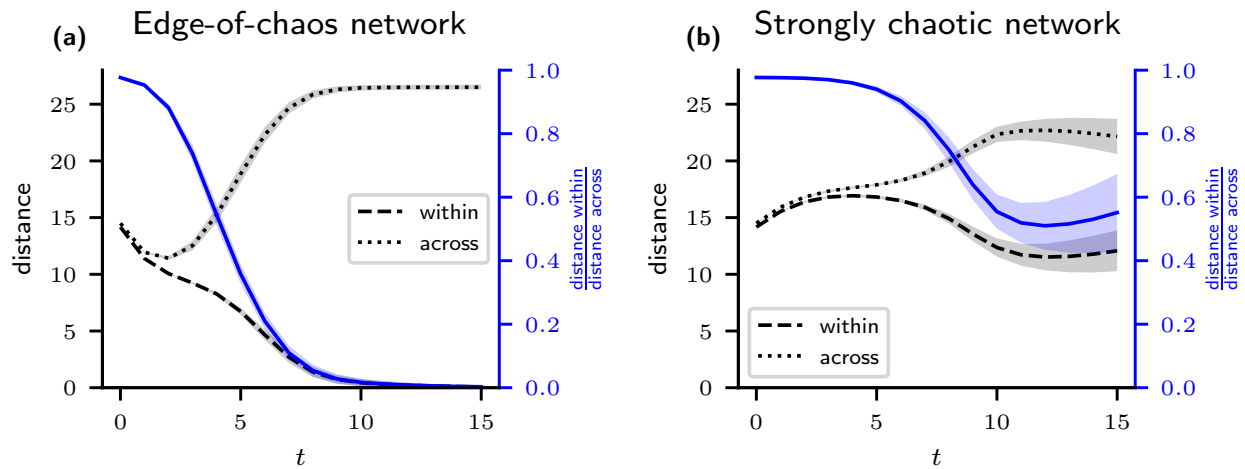 Edge-of-chaos network
(a)
distance
0
5
10
15
20
25
0
5
10
15
t
0.0
0.2
0.4
0.6
0.8
1.0
distance within
distance across
within
across
Strongly chaotic network
(b)
distance
0
5
10
15
20
25
0
5
10
15
t
0.0
0.2
0.4
0.6
0.8
1.0
distance within
distance across
within
across